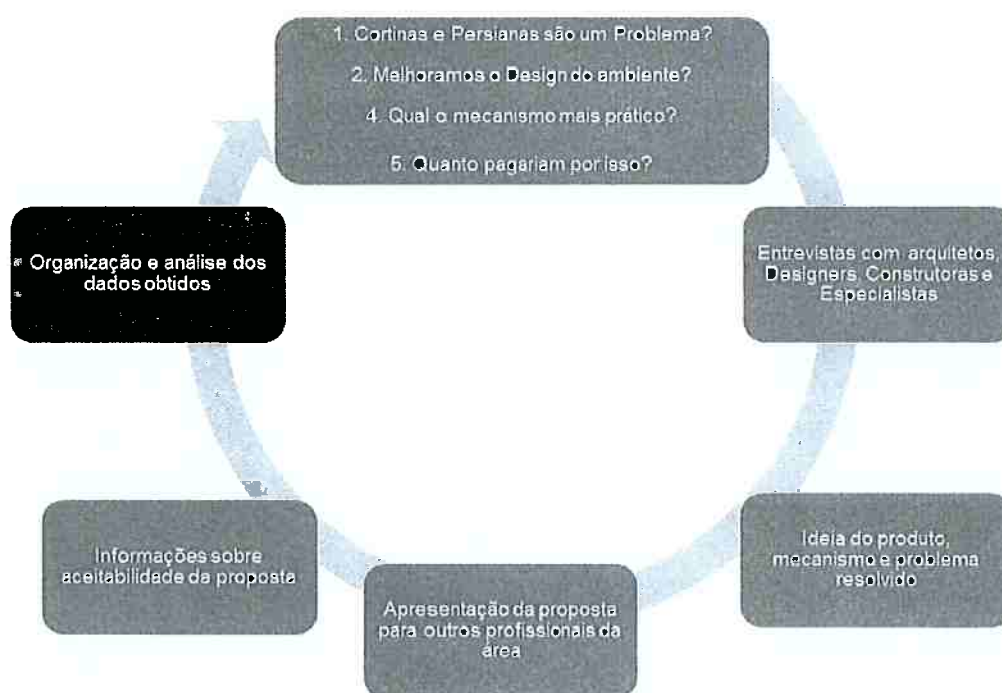 1. Cortinas e Persianas são um Problema?
2. Melhoramos o Design do ambiente?
4. Qual o mecanismo mais prático?
5. Quanto pagariam por isso?
Entrevistas com arquitetos,
Designers, Construtoras e
Especialistas
Ideia do produto,
mecanismo e problema
resolvido
Apresentação da proposta
para outros profissionais da
área
Informações sobre
aceitabilidade da proposta
Organização e análise dos
dados obtidos